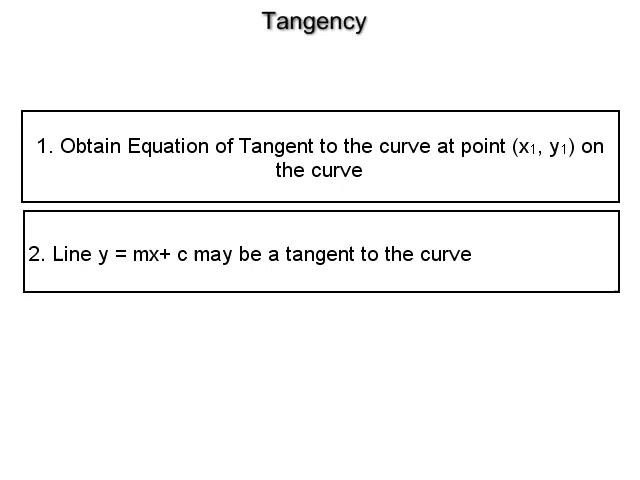 Tangency
1. Obtain Equation of Tangent to the curve at point (x₁, y₁) on
the curve
2. Line y = mx+ c may be a tangent to the curve